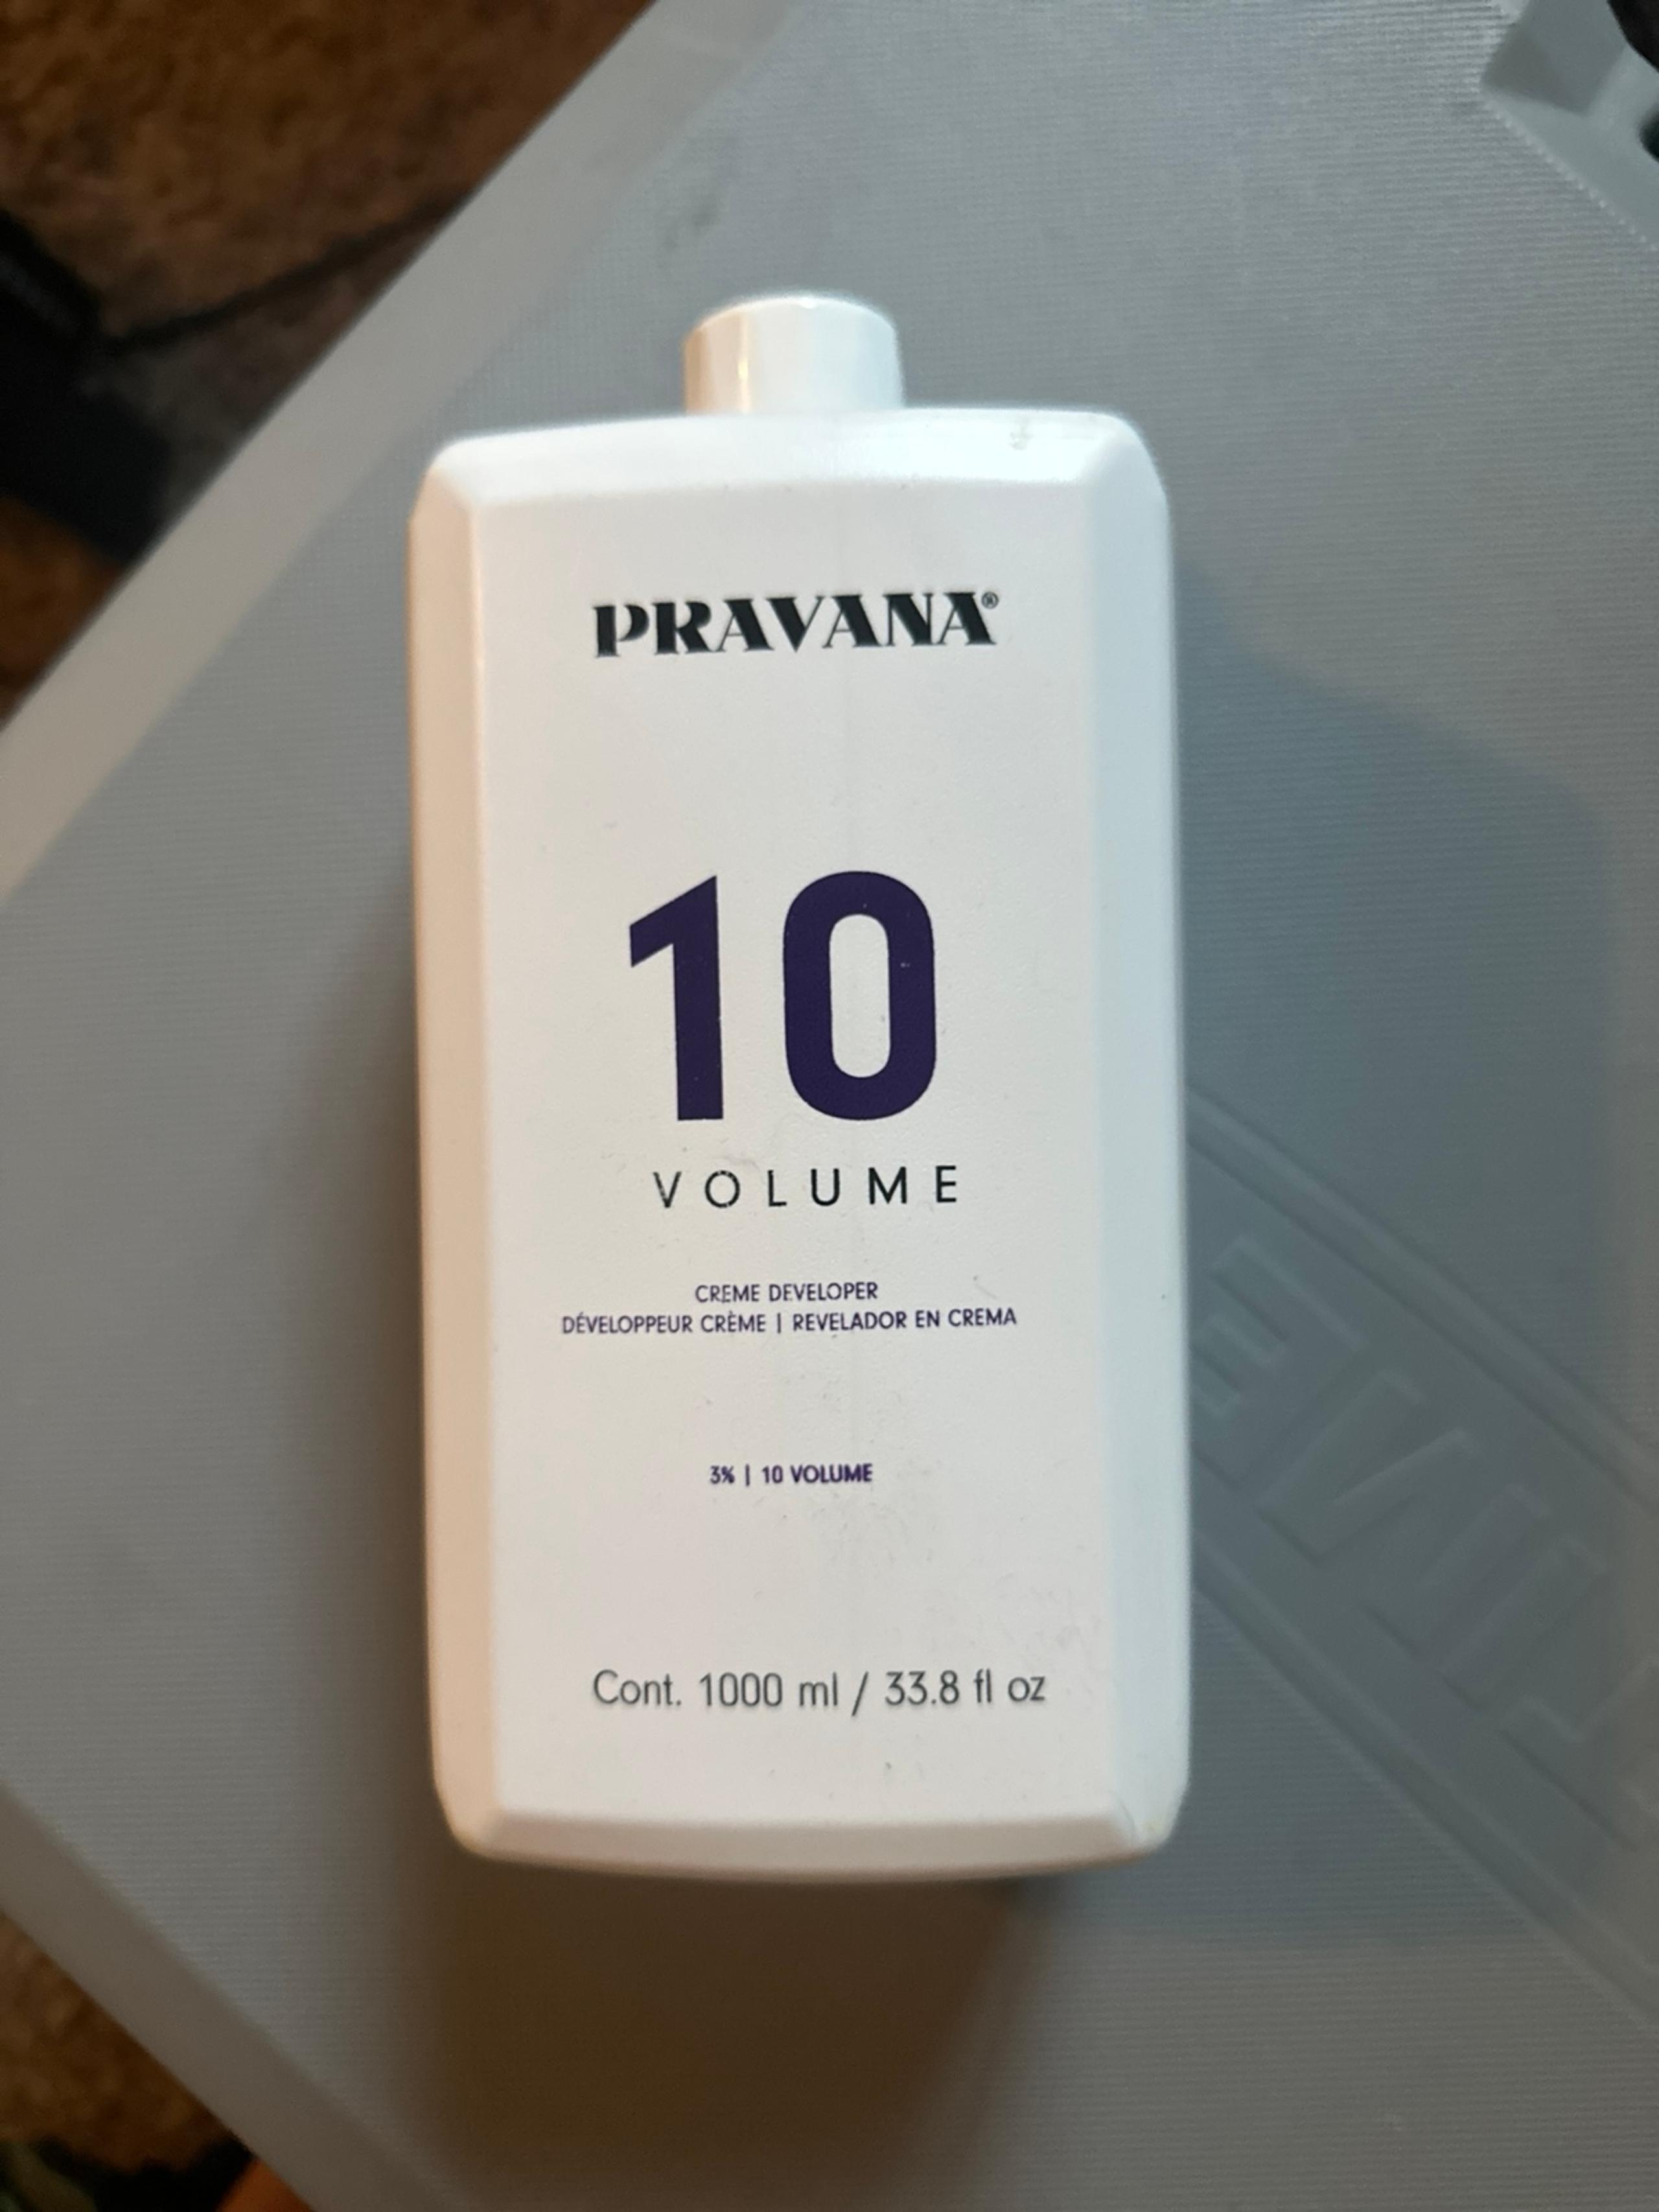 PRAVANA®
10
VOLUME
CREME DEVELOPER
DÉVELOPPEUR CRÈME | REVELADOR EN CREMA
3% | 10 VOLUME
Cont. 1000 ml / 33.8 fl oz